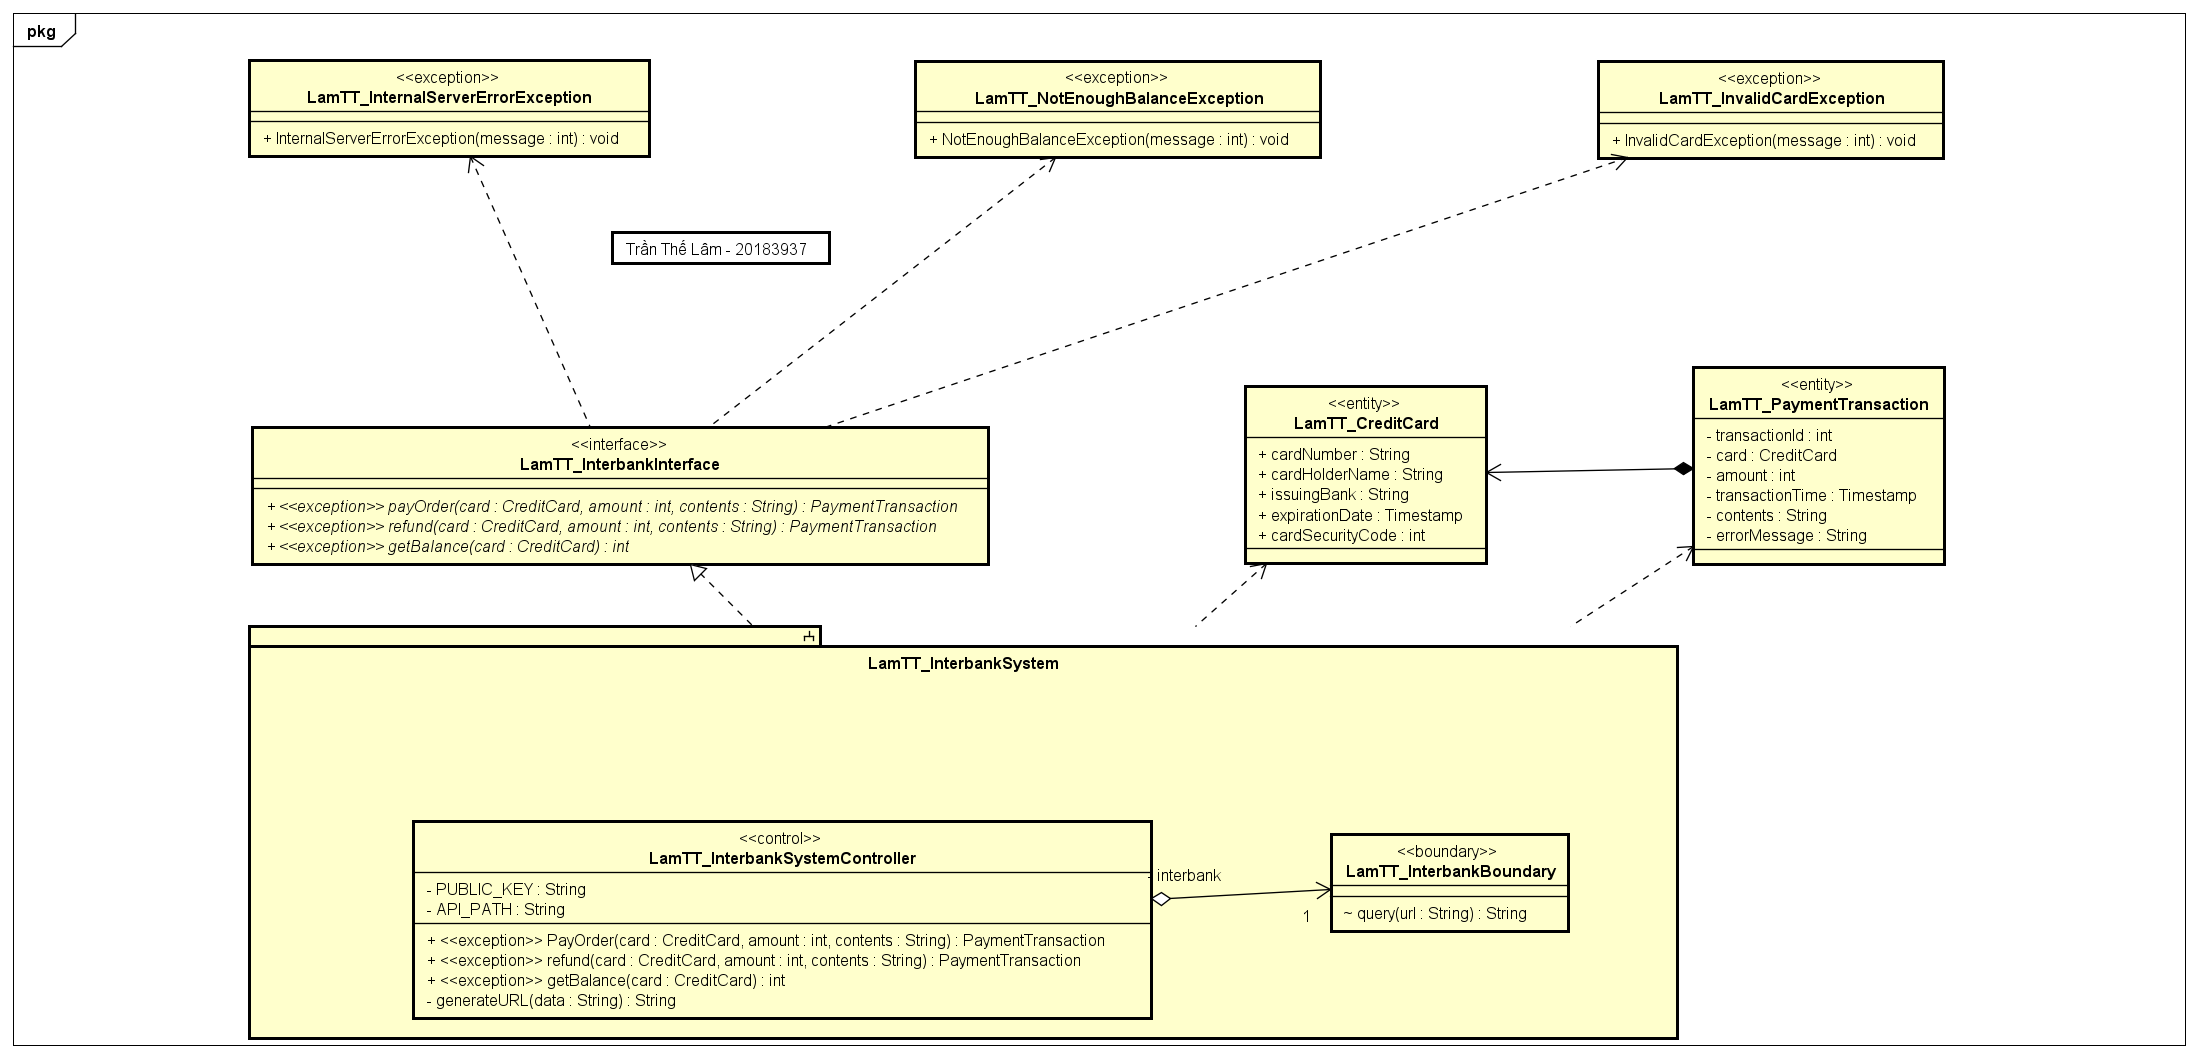 pkg
<<exception>>
LamTT_InternalServerErrorException
+ InternalServerErrorException(message : int) : void
<<exception>>
LamTT_NotEnoughBalanceException
+ NotEnoughBalanceException(message : int) : void
<<exception>>
LamTT_InvalidCardException
+ InvalidCardException(message : int) : void
Trần Thế Lâm - 20183937
<<interface>>
LamTT_InterbankInterface
+ <<exception>> payOrder(card : CreditCard, amount : int, contents : String) : PaymentTransaction
+ <<exception>> refund(card : CreditCard, amount : int, contents : String) : PaymentTransaction
+ <<exception>> getBalance(card : CreditCard) : int
<<entity>>
LamTT_CreditCard
+ cardNumber : String
+ cardHolderName : String
+ issuingBank : String
+ expirationDate : Timestamp
+ cardSecurityCode : int
<<entity>>
LamTT_PaymentTransaction
- transactionId : int
- card : CreditCard
- amount : int
- transactionTime : Timestamp
- contents : String
- errorMessage : String
LamTT_InterbankSystem
<<control>>
LamTT_InterbankSystemController
- PUBLIC_KEY : String
- API_PATH : String
+ <<exception>> PayOrder(card : CreditCard, amount : int, contents : String) : PaymentTransaction
+ <<exception>> refund(card : CreditCard, amount : int, contents : String) : PaymentTransaction
+ <<exception>> getBalance(card : CreditCard) : int
- generateURL(data : String) : String
- interbank
1
<<boundary>>
LamTT_InterbankBoundary
~ query(url : String) : String